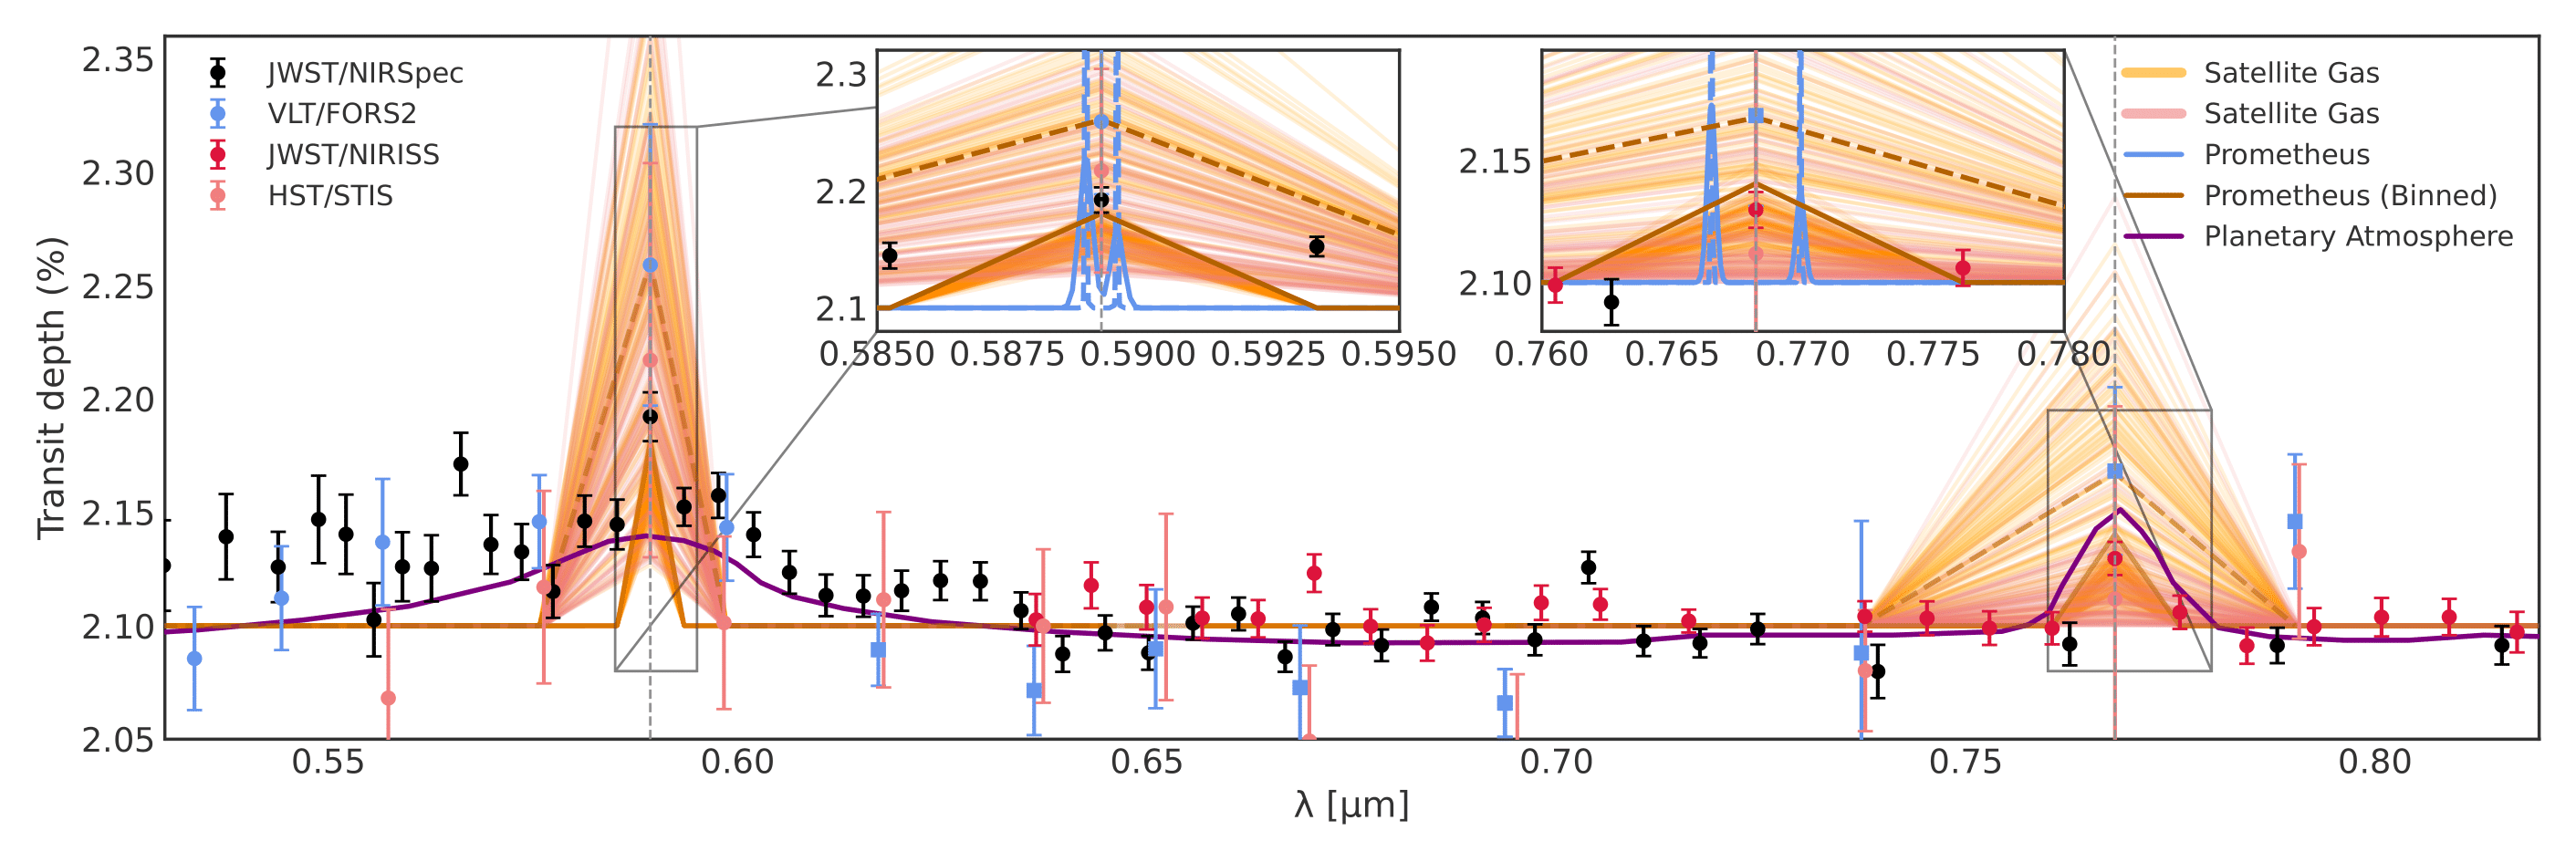 2.35
2.30
2.25
2.20
2.15
2.10
2.05
Transit depth (%)
JWST/NIRSpec
VLT/FORS2
JWST/NIRISS
HST/STIS
2.3
2.2
2.1
0.5850 0.5875 0.5900 0.5925 0.5950
2.15
2.10
0.760 0.765 0.770 0.775 0.780
Satellite Gas
Satellite Gas
Prometheus
Prometheus (Binned)
Planetary Atmosphere
0.55 0.60 0.65 0.70 0.75 0.80
λ [μm]